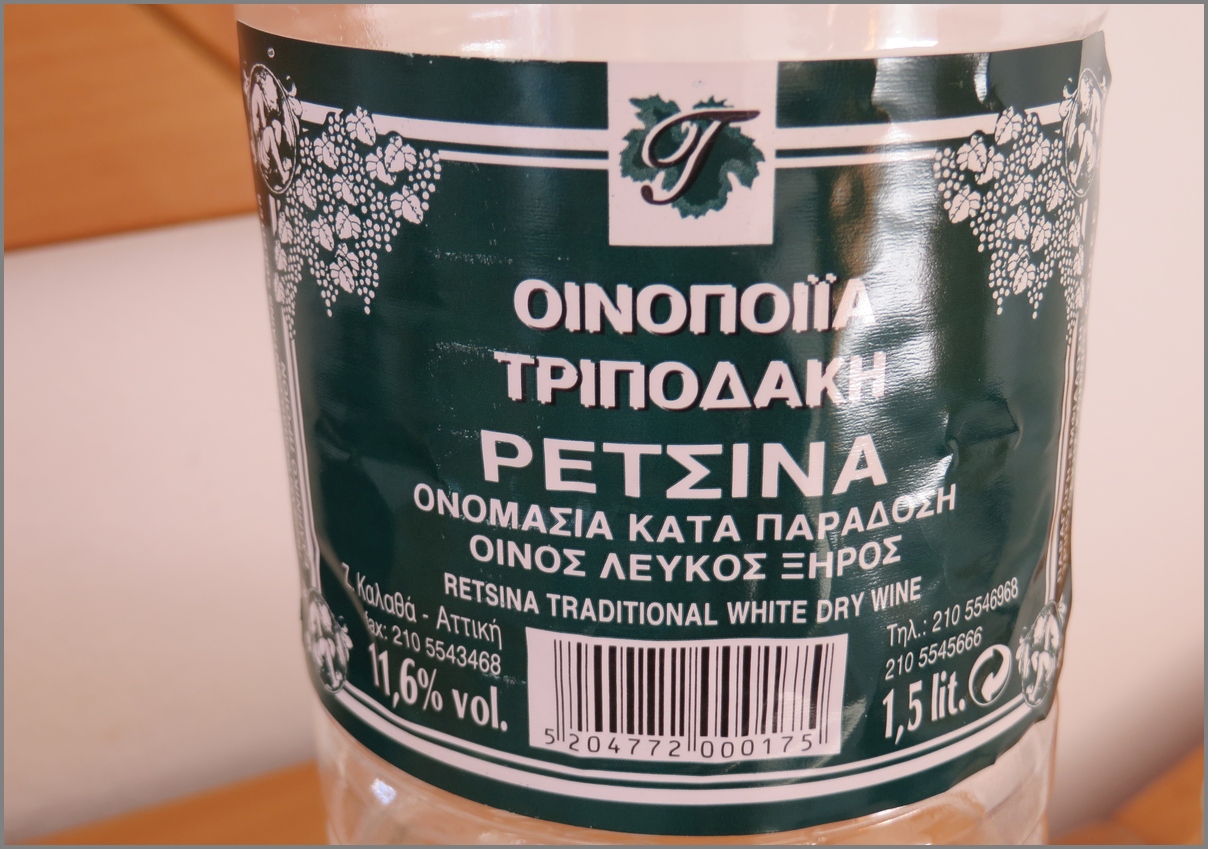 T
ΟΙΝΟΠΟΙΪΑ
ΤΡΙΠΟΔΑΚΗ
ΡΕΤΣΙΝΑ
ΟΝΟΜΑΣΙΑ ΚΑΤΑ ΠΑΡΑΔΟΣΗ
ΟΙΝΟΣ ΛΕΥΚΟΣ ΞΗΡΟΣ
RETSINA TRADITIONAL WHITE DRY WINE
Ζ. Καλαθά - Αττική
fax: 210 5543468
11,6% vol.
Τηλ.: 210 5546968
210 5545666
1,5 lit.
5 204772 000175